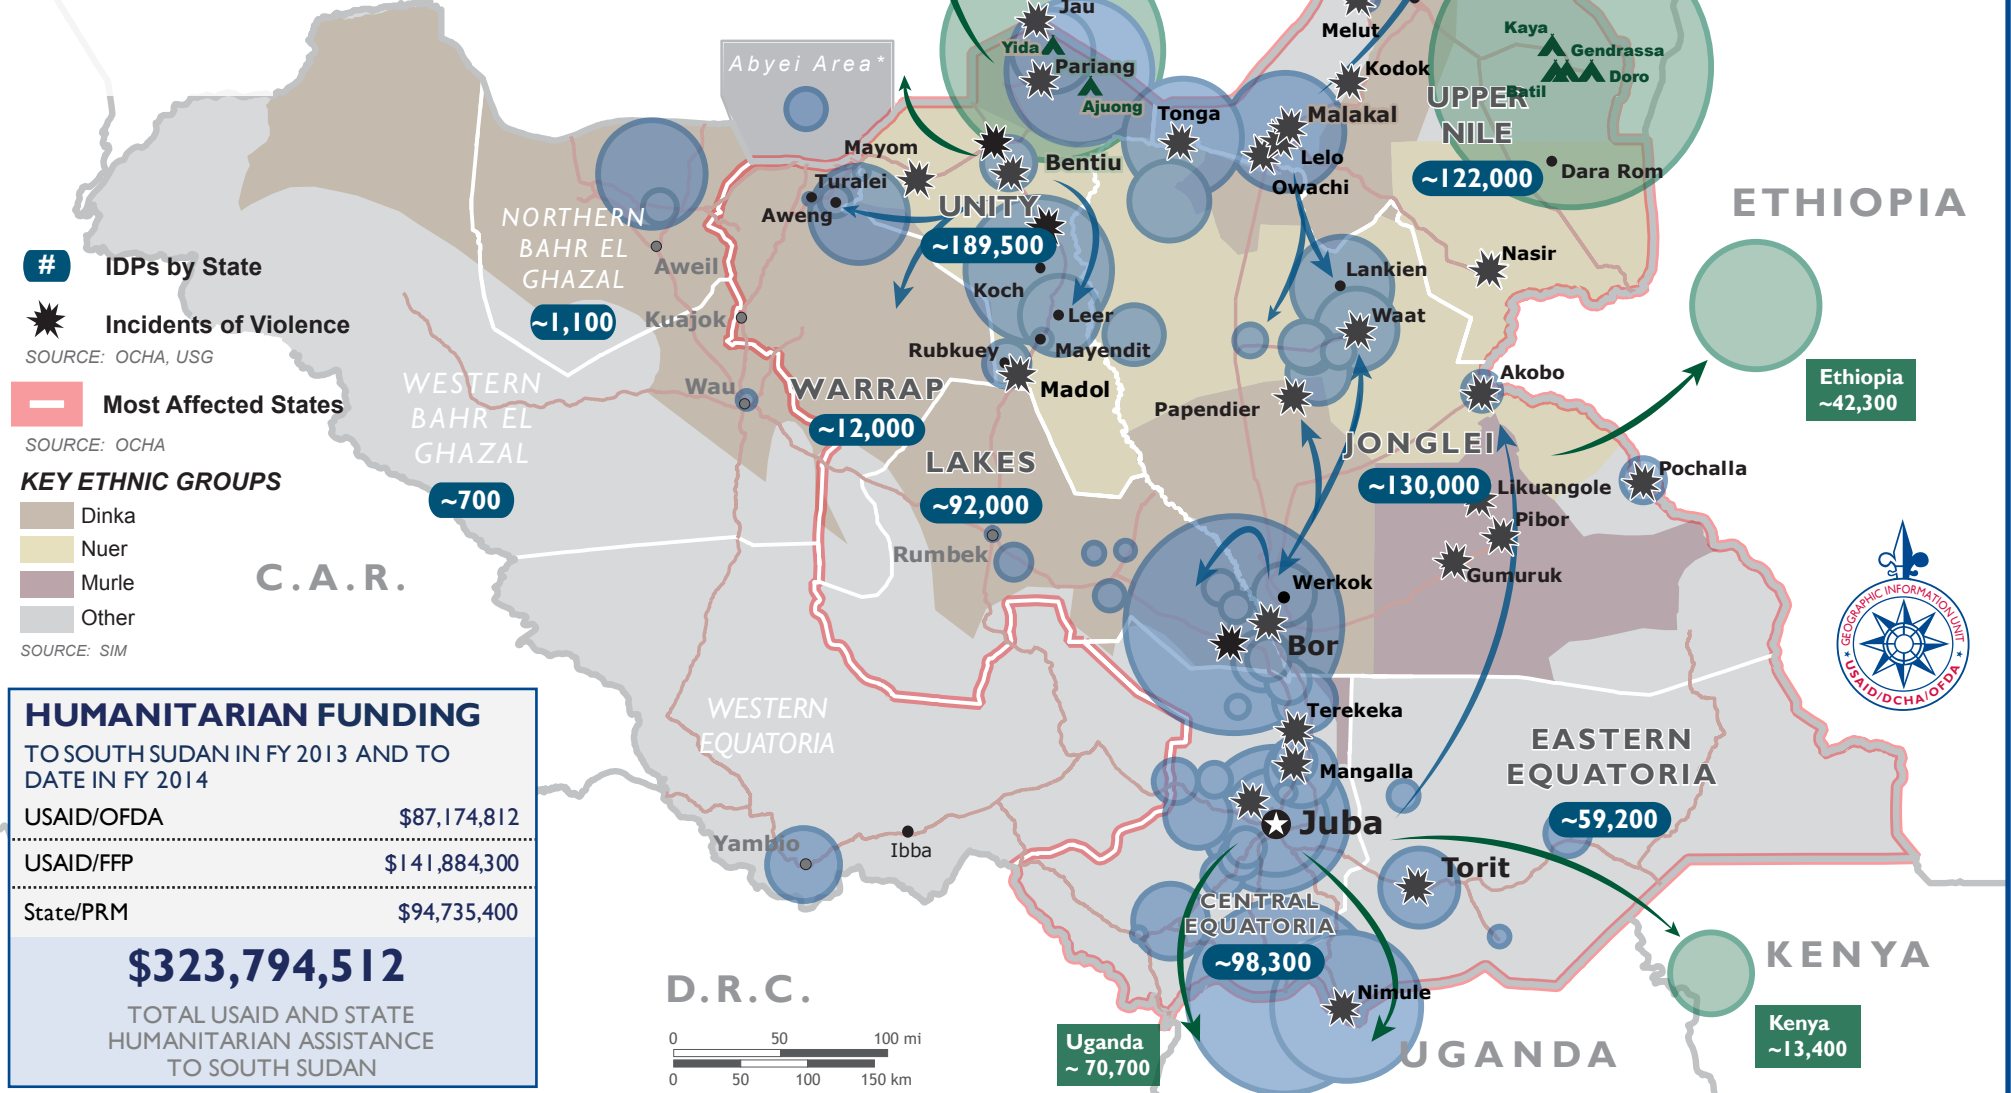 Jau
Melut
Kaya
Gendrassa
Yida
Abyei Area*
Pariang
Kodok
Doro
Batil
Ajuong
UPPER
NILE
Tonga
Malakal
Mayom
Bentiu
Lelo
Owachi
~122,000
Dara Rom
Turalei
Aweng
UNITY
~189,500
ETHIOPIA
NORTHERN
BAHR EL
GHAZAL
~1,100
Aweil
Nasir
Lankien
Koch
Leer
Waat
Kuajok
Rubkuey
Mayendit
Madol
Akobo
Ethiopia
~42,300
# IDPs by State
Incidents of Violence
SOURCE: OCHA, USG
Most Affected States
SOURCE: OCHA
KEY ETHNIC GROUPS
Dinka
Nuer
Murle
Other
SOURCE: SIM
WESTERN
BAHR EL
GHAZAL
~700
Wau
WARRAP
~12,000
Papendier
JONGLEI
~130,000
LAKES
~92,000
Likuangole
Pochalla
Pibor
Gumuruk
Rumbek
C.A.R.
Werkok
Bor
GEOGRAPHIC INFORMATION UNIT
USAID/DCHA/OFDA
WESTERN
EQUATORIA
Terekeka
Mangalla
EASTERN
EQUATORIA
~59,200
Juba
Yambio
Ibba
Torit
CENTRAL
EQUATORIA
~98,300
KENYA
Nimule
D.R.C.
UGANDA
Uganda
~ 70,700
Kenya
~13,400
0 50 100 mi
0 50 100 150 km
HUMANITARIAN FUNDING
TO SOUTH SUDAN IN FY 2013 AND TO
DATE IN FY 2014
USAID/OFDA $87,174,812
USAID/FFP $141,884,300
State/PRM $94,735,400
$323,794,512
TOTAL USAID AND STATE
HUMANITARIAN ASSISTANCE
TO SOUTH SUDAN